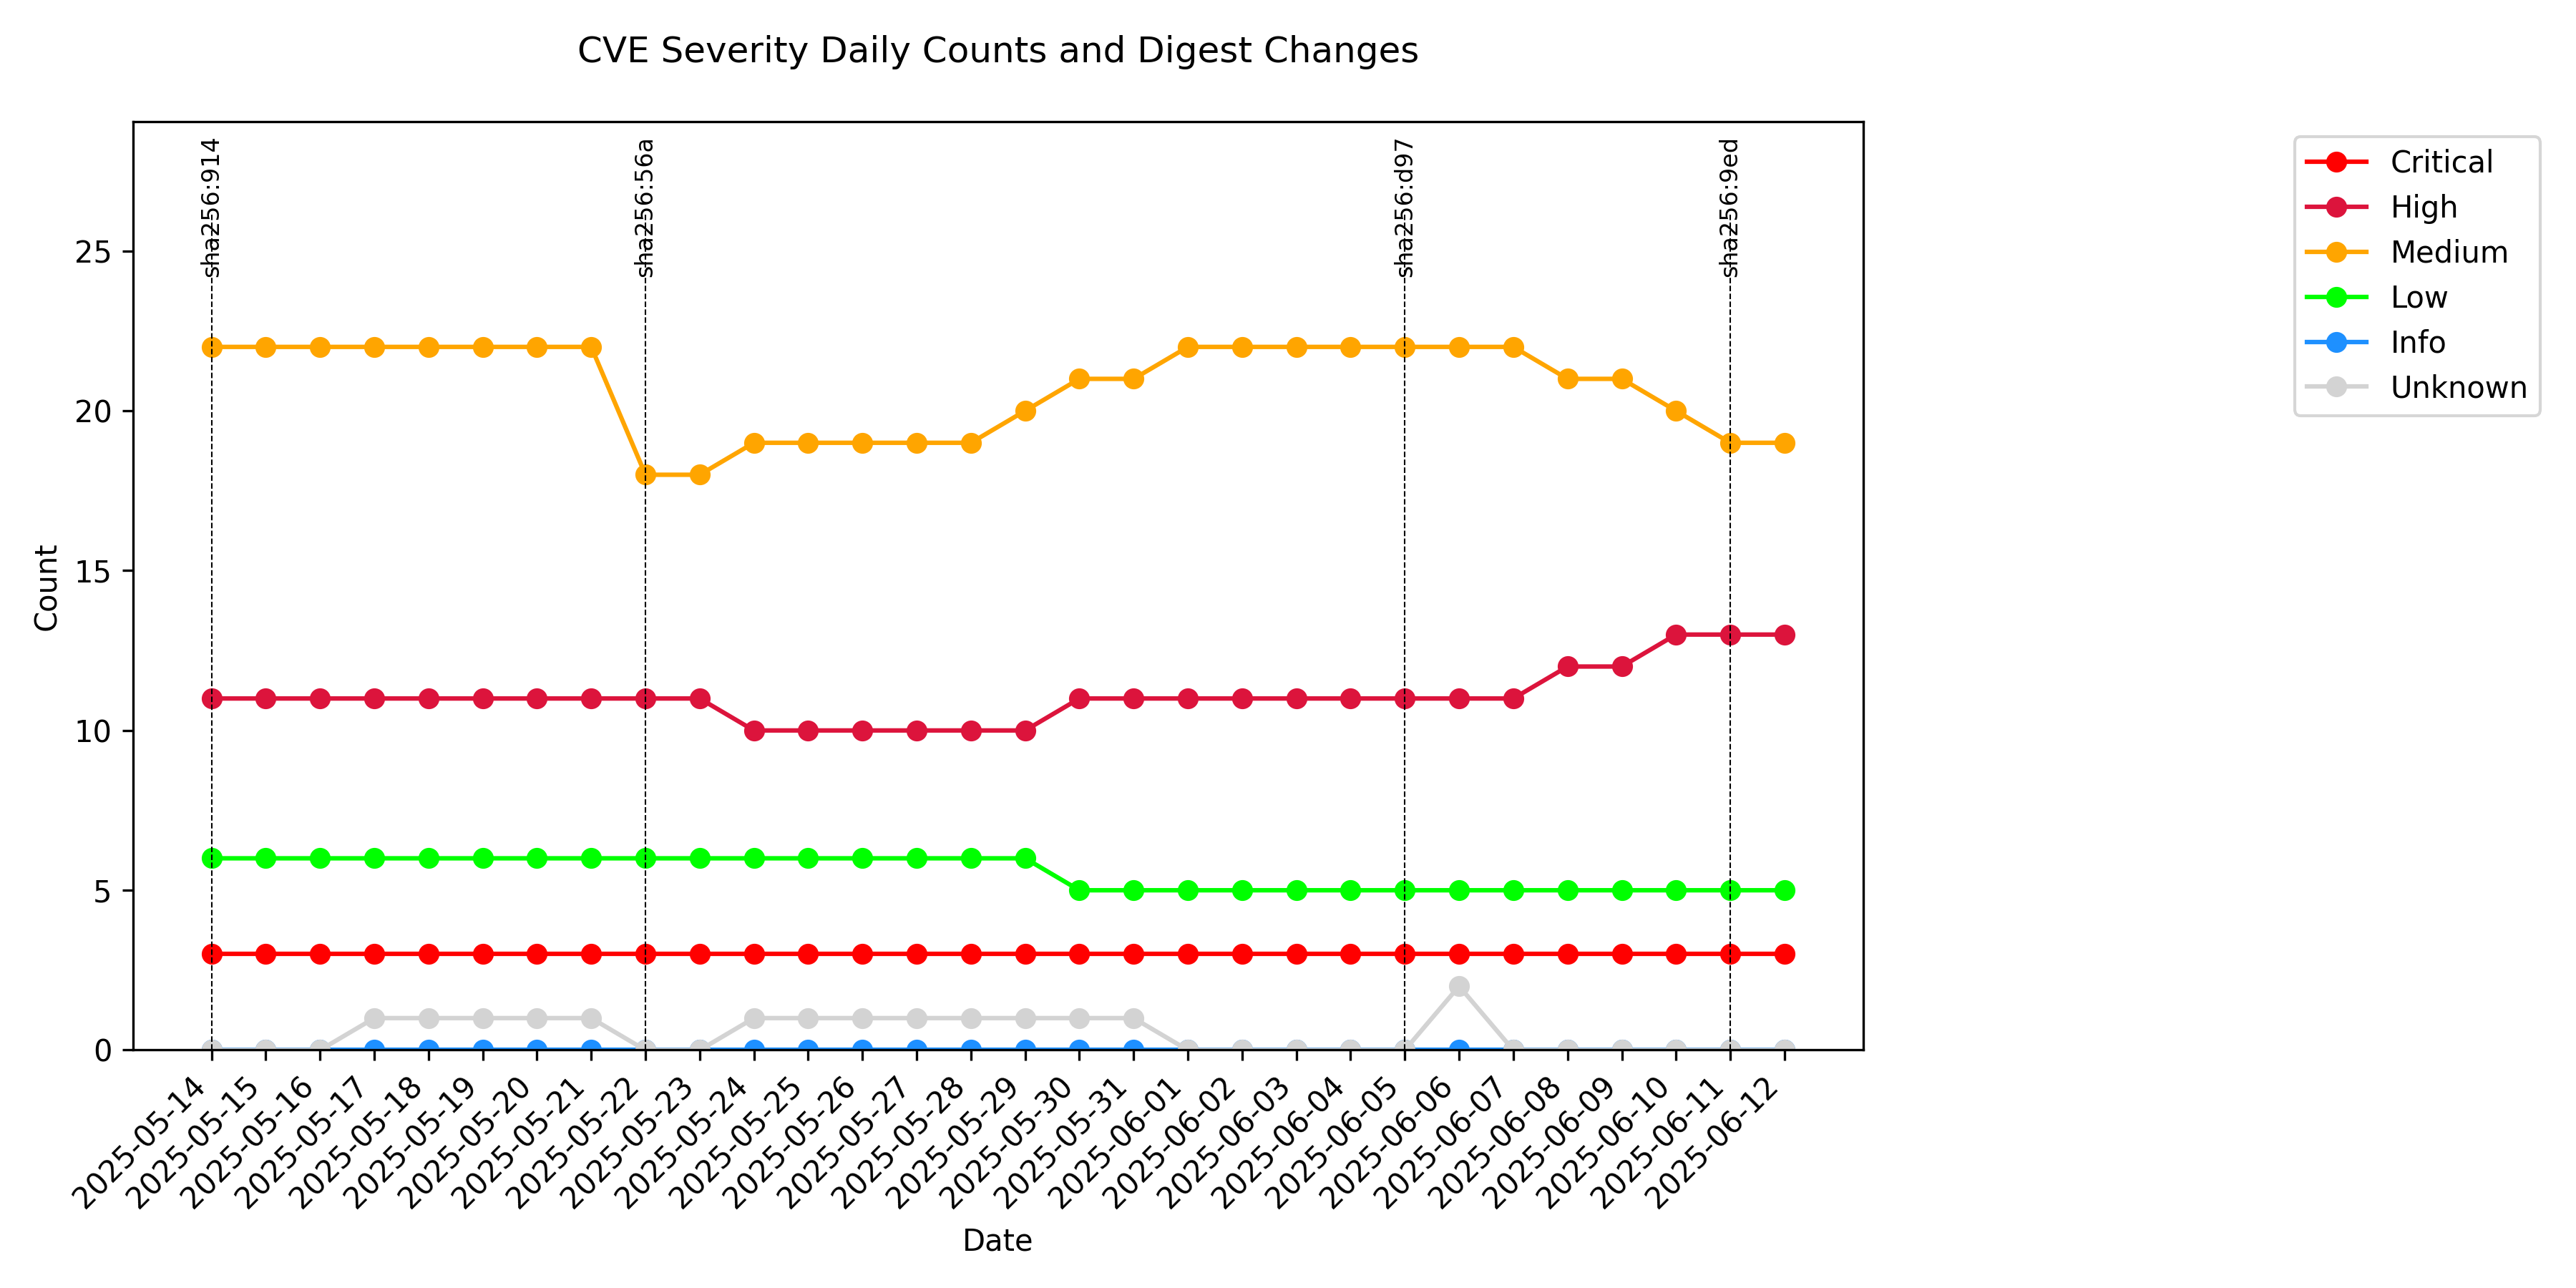 CVE Severity Daily Counts and Digest Changes
sha256:914
sha256:56a
sha256:d97
sha256:9ed
Critical
High
Medium
Low
Info
Unknown
Count
25
20
15
10
5
0
2025-05-14
2025-05-15
2025-05-16
2025-05-17
2025-05-18
2025-05-19
2025-05-20
2025-05-21
2025-05-22
2025-05-23
2025-05-24
2025-05-25
2025-05-26
2025-05-27
2025-05-28
2025-05-29
2025-05-30
2025-05-31
2025-06-01
2025-06-02
2025-06-03
2025-06-04
2025-06-05
2025-06-06
2025-06-07
2025-06-08
2025-06-09
2025-06-10
2025-06-11
2025-06-12
Date